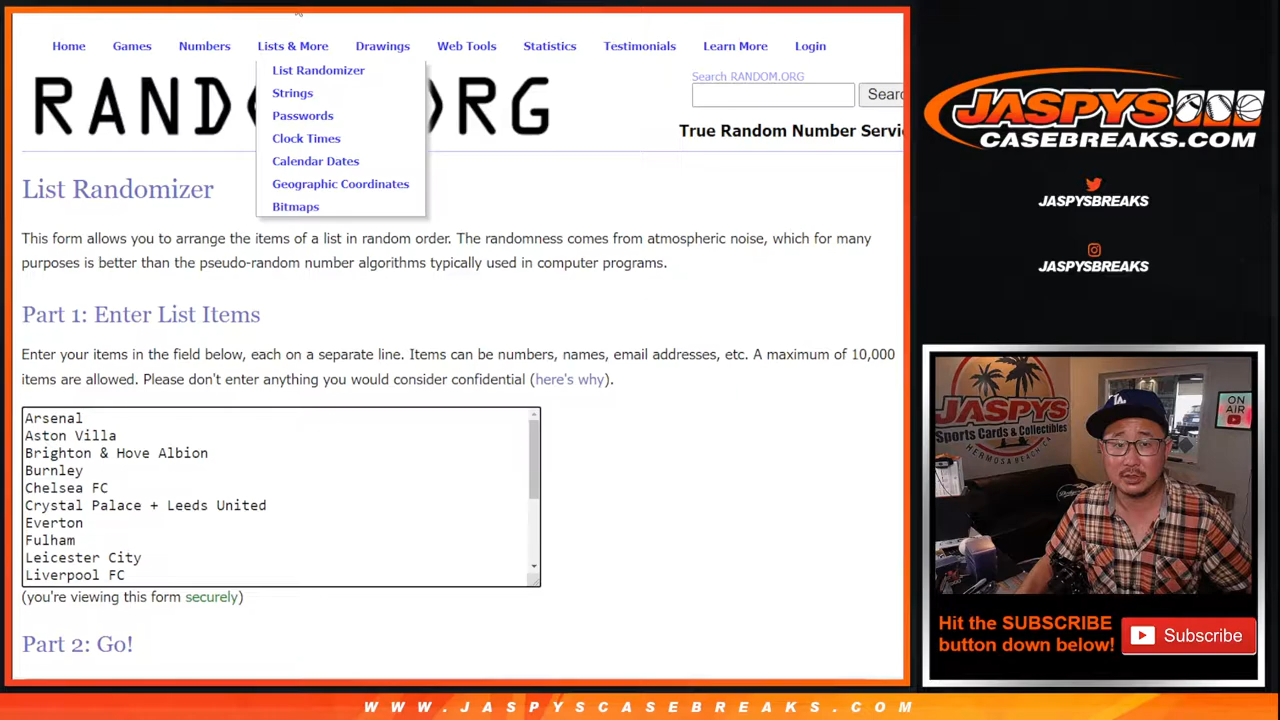 Home Games Numbers Lists & More Drawings Web Tools Statistics Testimonials Learn More Login
List Randomizer
Strings
Passwords
Clock Times
Calendar Dates
Geographic Coordinates
Bitmaps
RAND RG
Search RANDOM.ORG
True Random Number Servi
List Randomizer
This form allows you to arrange the items of a list in random order. The randomness comes from atmospheric noise, which for many
purposes is better than the pseudo-random number algorithms typically used in computer programs.
Part 1: Enter List Items
Enter your items in the field below, each on a separate line. Items can be numbers, names, email addresses, etc. A maximum of 10,000
items are allowed. Please don't enter anything you would consider confidential (here's why).
Arsenal
Aston Villa
Brighton & Hove Albion
Burnley
Chelsea FC
Crystal Palace + Leeds United
Everton
Fulham
Leicester City
Liverpool FC
(you're viewing this form securely)
Part 2: Go!
JASPYS
CASEBREAKS.COM
JASPYSBREAKS
JASPYSBREAKS
JASPYS
Sports Cards & Collectibles
HERMOSA BEACH, CA
ON
AIR
LA
Hit the SUBSCRIBE
button down below!
Subscribe
WWW.JASPYSCASEBREAKS.COM